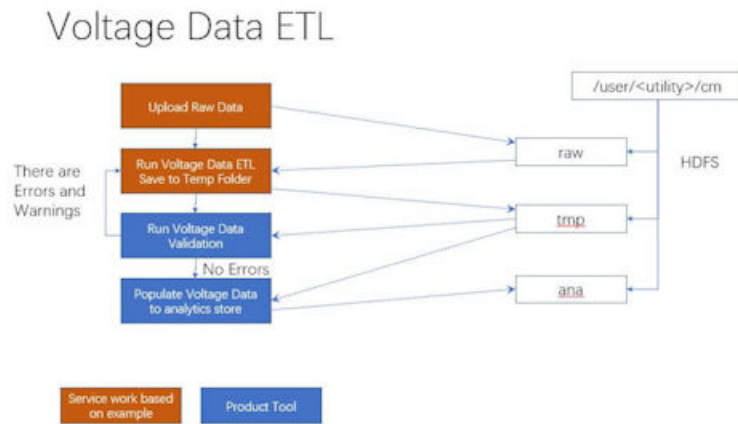 Voltage Data ETL
Upload Raw Data
/user/<utility>/cm
raw
HDFS
There are
Errors and
Warnings
Run Voltage Data ETL
Save to Temp Folder
tmp
Run Voltage Data
Validation
No Errors
Populate Voltage Data
to analytics store
ana
Service work based
on example
Product Tool